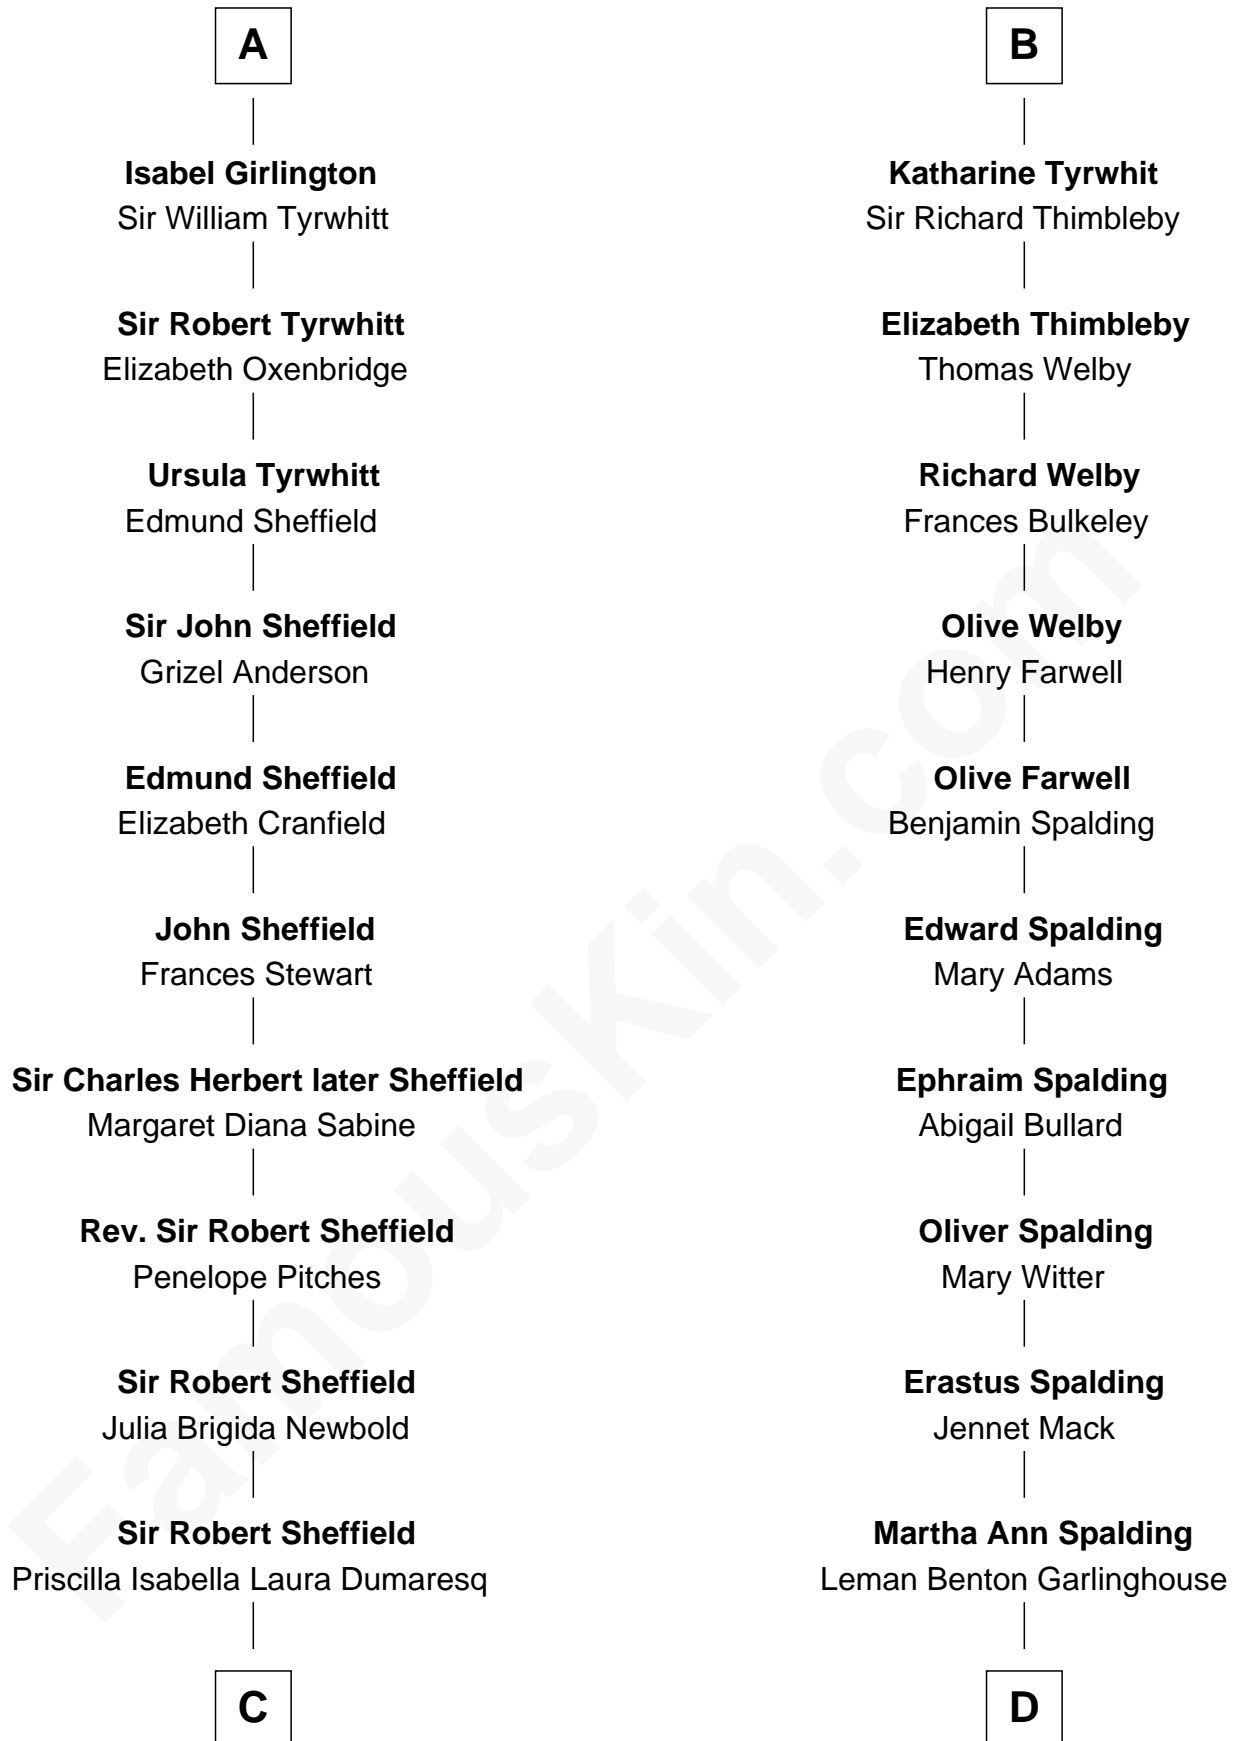 A
Isabel Girlington
Sir William Tyrwhitt
Sir Robert Tyrwhitt
Elizabeth Oxenbridge
Ursula Tyrwhitt
Edmund Sheffield
Sir John Sheffield
Grizel Anderson
Edmund Sheffield
Elizabeth Cranfield
John Sheffield
Frances Stewart
Sir Charles Herbert later Sheffield
Margaret Diana Sabine
Rev. Sir Robert Sheffield
Penelope Pitches
Sir Robert Sheffield
Julia Brigida Newbold
Sir Robert Sheffield
Priscilla Isabella Laura Dumaresq
C
B
Katharine Tyrwhit
Sir Richard Thimbleby
Elizabeth Thimbleby
Thomas Welby
Richard Welby
Frances Bulkeley
Olive Welby
Henry Farwell
Olive Farwell
Benjamin Spalding
Edward Spalding
Mary Adams
Ephraim Spalding
Abigail Bullard
Oliver Spalding
Mary Witter
Erastus Spalding
Jennet Mack
Martha Ann Spalding
Leman Benton Garlinghouse
D
FamousKin.com